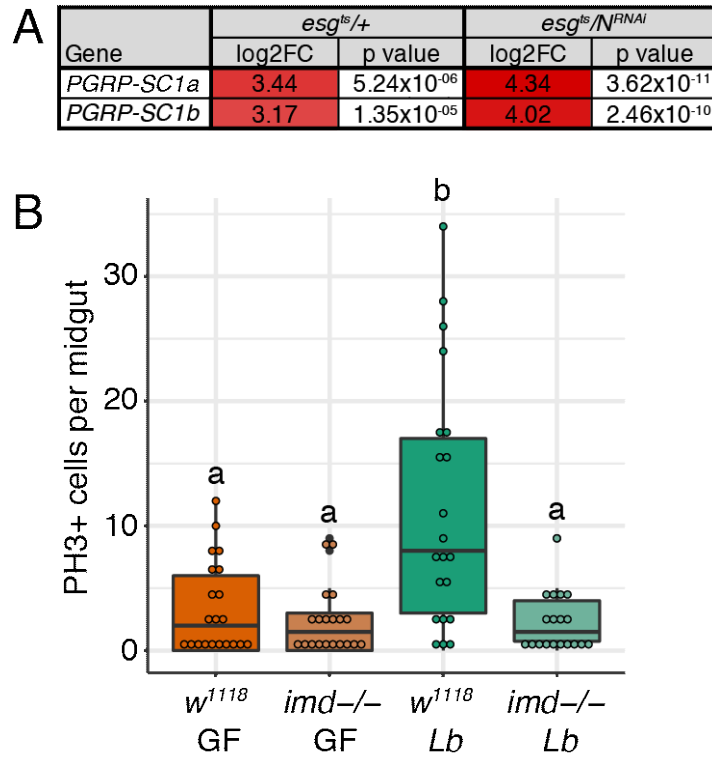 A
esgᵗˢ/+ esgᵗˢ/Nᴿᴺᴬⁱ
Gene log2FC p value log2FC p value
PGRP-SC1a 3.44 5.24x10⁻⁰⁶ 4.34 3.62x10⁻¹¹
PGRP-SC1b 3.17 1.35x10⁻⁰⁵ 4.02 2.46x10⁻¹⁰
B
PH3+ cells per midgut
30
20
10
0
a
a
b
a
w¹¹¹⁸ imd−/− w¹¹¹⁸ imd−/−
GF GF Lb Lb